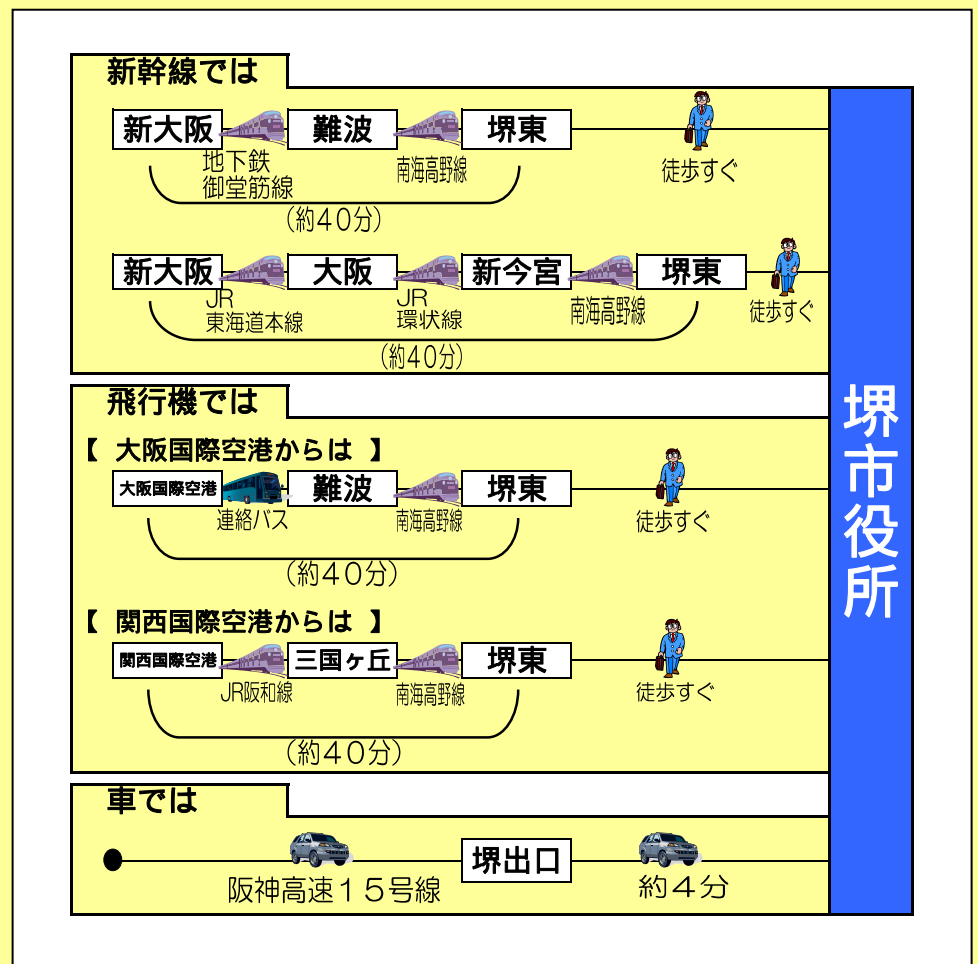 新幹線では
新大阪 難波 堺東
地下鉄
御堂筋線
南海高野線
徒歩すぐ
(約40分)
新大阪 大阪 新今宮 堺東
JR
東海道本線
JR
環状線
南海高野線
徒歩すぐ
(約40分)
飛行機では
【 大阪国際空港からは 】
大阪国際空港 難波 堺東
連絡バス 南海高野線 徒歩すぐ
(約40分)
【 関西国際空港からは 】
関西国際空港 三国ヶ丘 堺東
JR阪和線 南海高野線 徒歩すぐ
(約40分)
車では
堺出口
阪神高速15号線 約4分
堺市役所